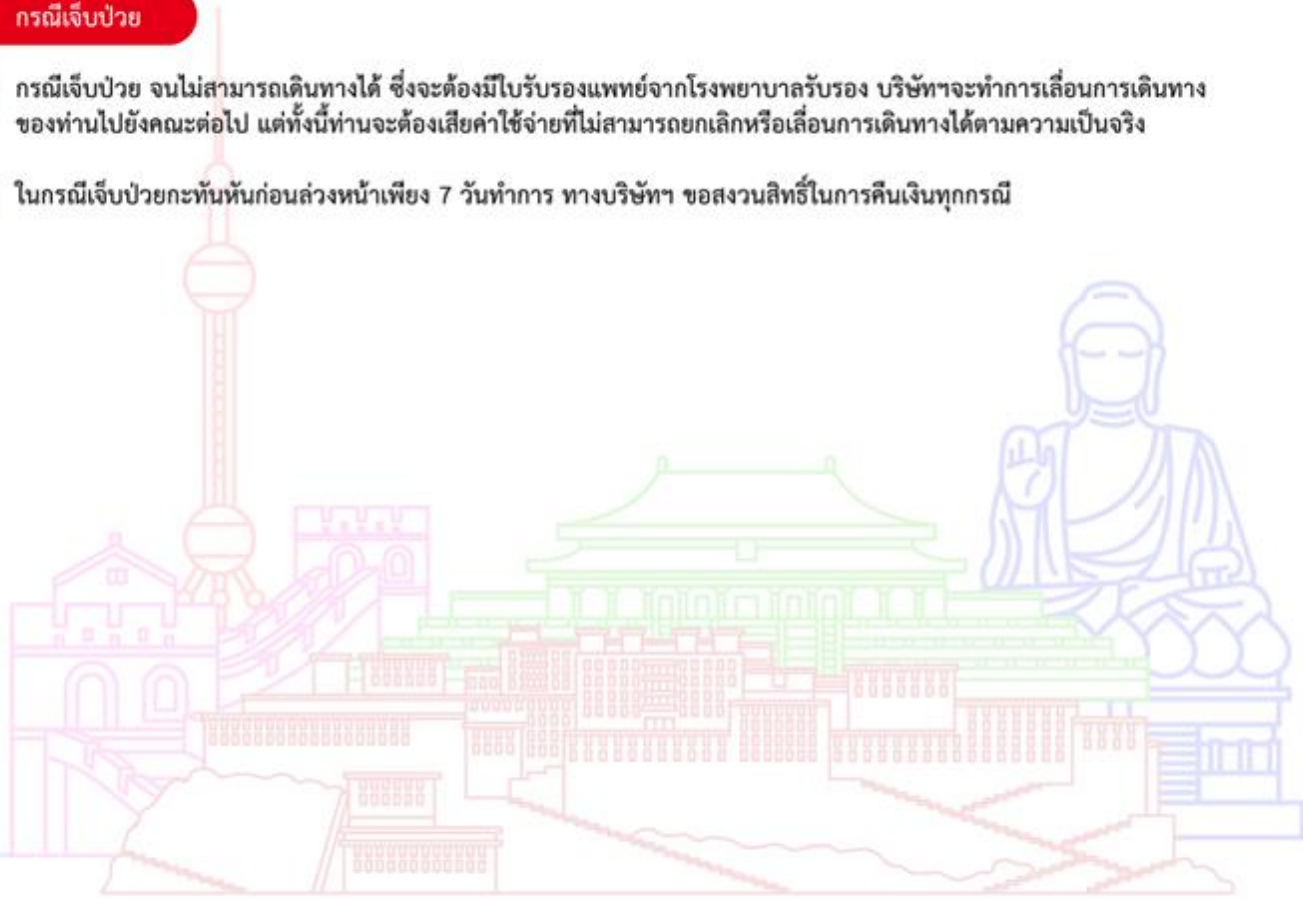 กรณีเจ็บป่วย
กรณีเจ็บป่วย จนไม่สามารถเดินทางได้ ซึ่งจะต้องมีใบรับรองแพทย์จากโรงพยาบาลรับรอง บริษัทฯจะทำการเลื่อนการเดินทาง
ของท่านไปยังคณะต่อไป แต่ทั้งนี้ท่านจะต้องเสียค่าใช้จ่ายที่ไม่สามารถยกเลิกหรือเลื่อนการเดินทางได้ตามความเป็นจริง
ในกรณีเจ็บป่วยกะทันหันก่อนล่วงหน้าเพียง 7 วันทำการ ทางบริษัทฯ ขอสงวนสิทธิ์ในการคืนเงินทุกกรณี